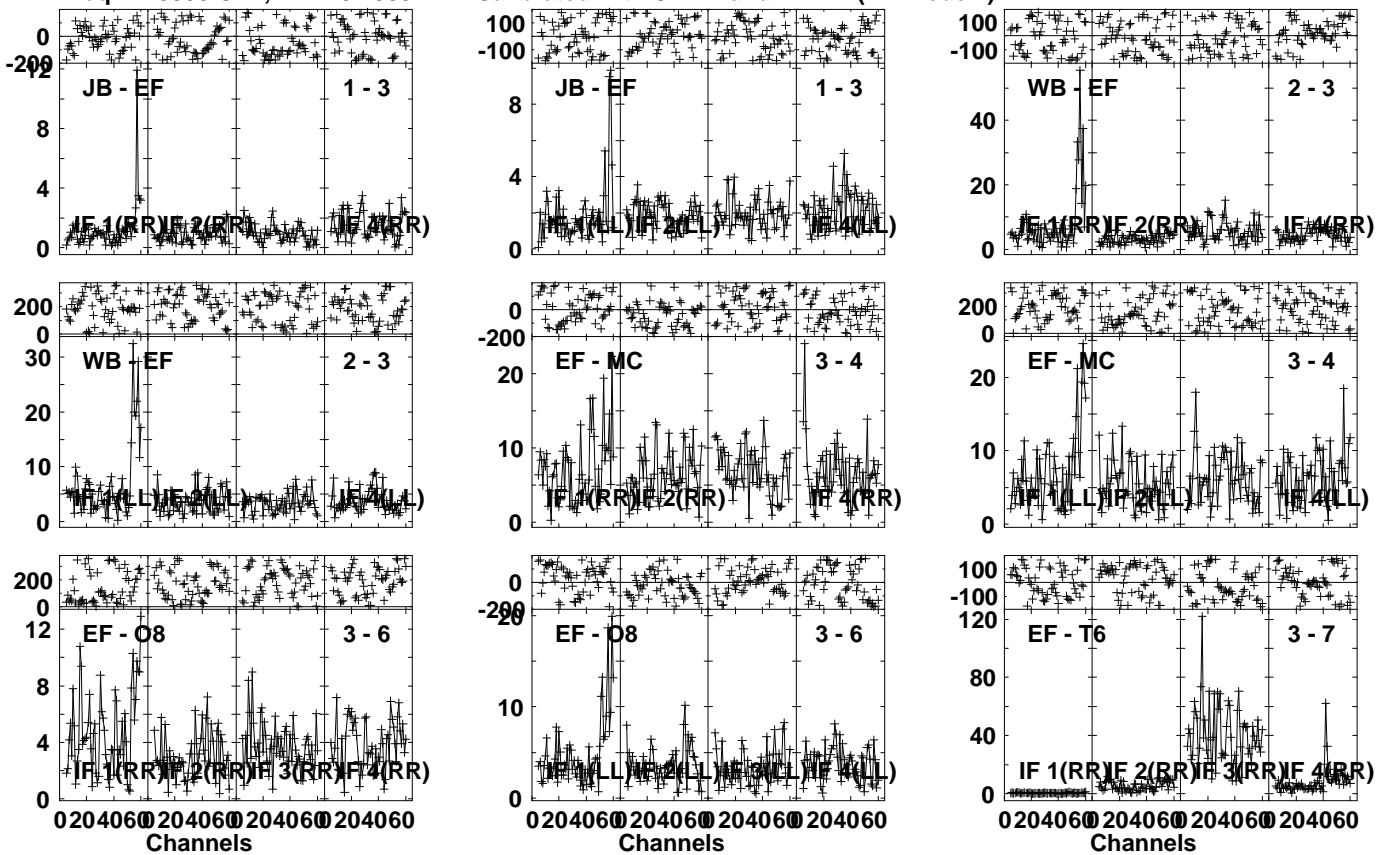 0
-200
100
-100
100
-100
12
8
4
0
JB - EF
1 - 3
IF 1(RR)
IF 2(RR)
IF 4(RR)
8
4
0
JB - EF
1 - 3
IF 1(LL)
IF 2(LL)
IF 4(LL)
40
20
0
WB - EF
2 - 3
IF 1(RR)
IF 2(RR)
IF 4(RR)
200
0
0
-200
200
0
30
20
10
0
WB - EF
2 - 3
IF 1(LL)
IF 2(LL)
IF 4(LL)
20
10
0
EF - MC
3 - 4
IF 1(RR)
IF 2(RR)
IF 4(RR)
20
10
0
EF - MC
3 - 4
IF 1(LL)
IF 2(LL)
IF 4(LL)
200
0
0
-200
100
-100
12
8
4
0
EF - O8
3 - 6
IF 1(RR)
IF 2(RR)
IF 3(RR)
IF 4(RR)
20
10
0
EF - O8
3 - 6
IF 1(LL)
IF 2(LL)
IF 3(LL)
IF 4(LL)
120
80
40
0
EF - T6
3 - 7
IF 1(RR)
IF 2(RR)
IF 3(RR)
IF 4(RR)
0 20 40 60 0 20 40 60 0 20 40 60 0 20 40 60
0 20 40 60 0 20 40 60 0 20 40 60 0 20 40 60
0 20 40 60 0 20 40 60 0 20 40 60 0 20 40 60
Channels
Channels
Channels